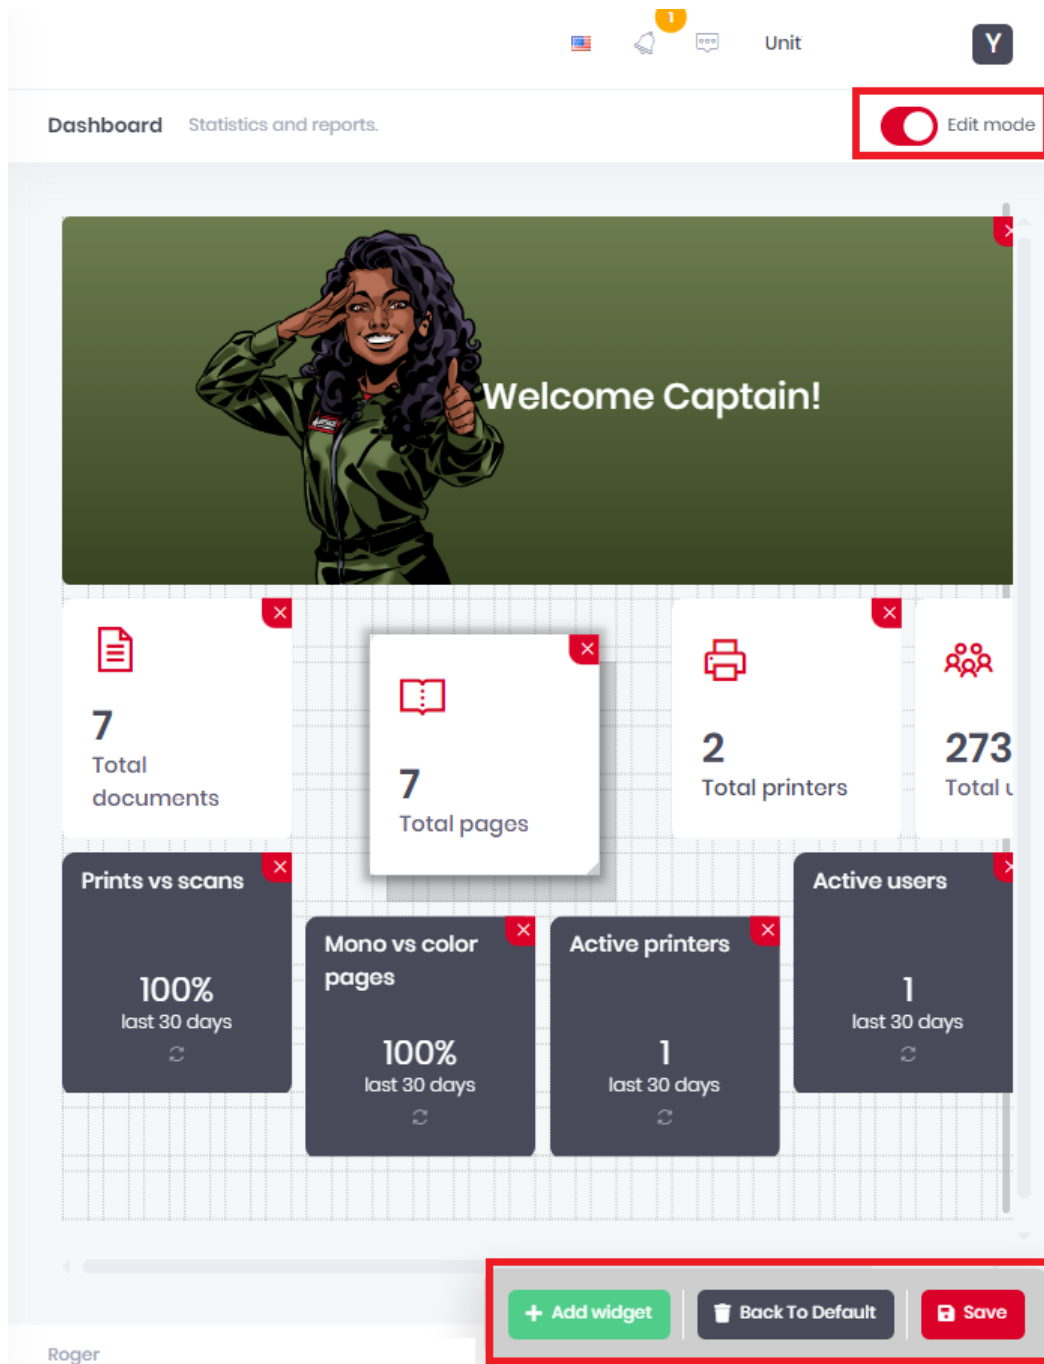 1
Unit
Y
Dashboard Statistics and reports.
Edit mode
Welcome Captain!
7
Total
documents
7
Total pages
2
Total printers
273
Total
Prints vs scans
100%
last 30 days
Mono vs color
pages
100%
last 30 days
Active printers
1
last 30 days
Active users
1
last 30 days
+ Add widget
Back To Default
Save
Roger